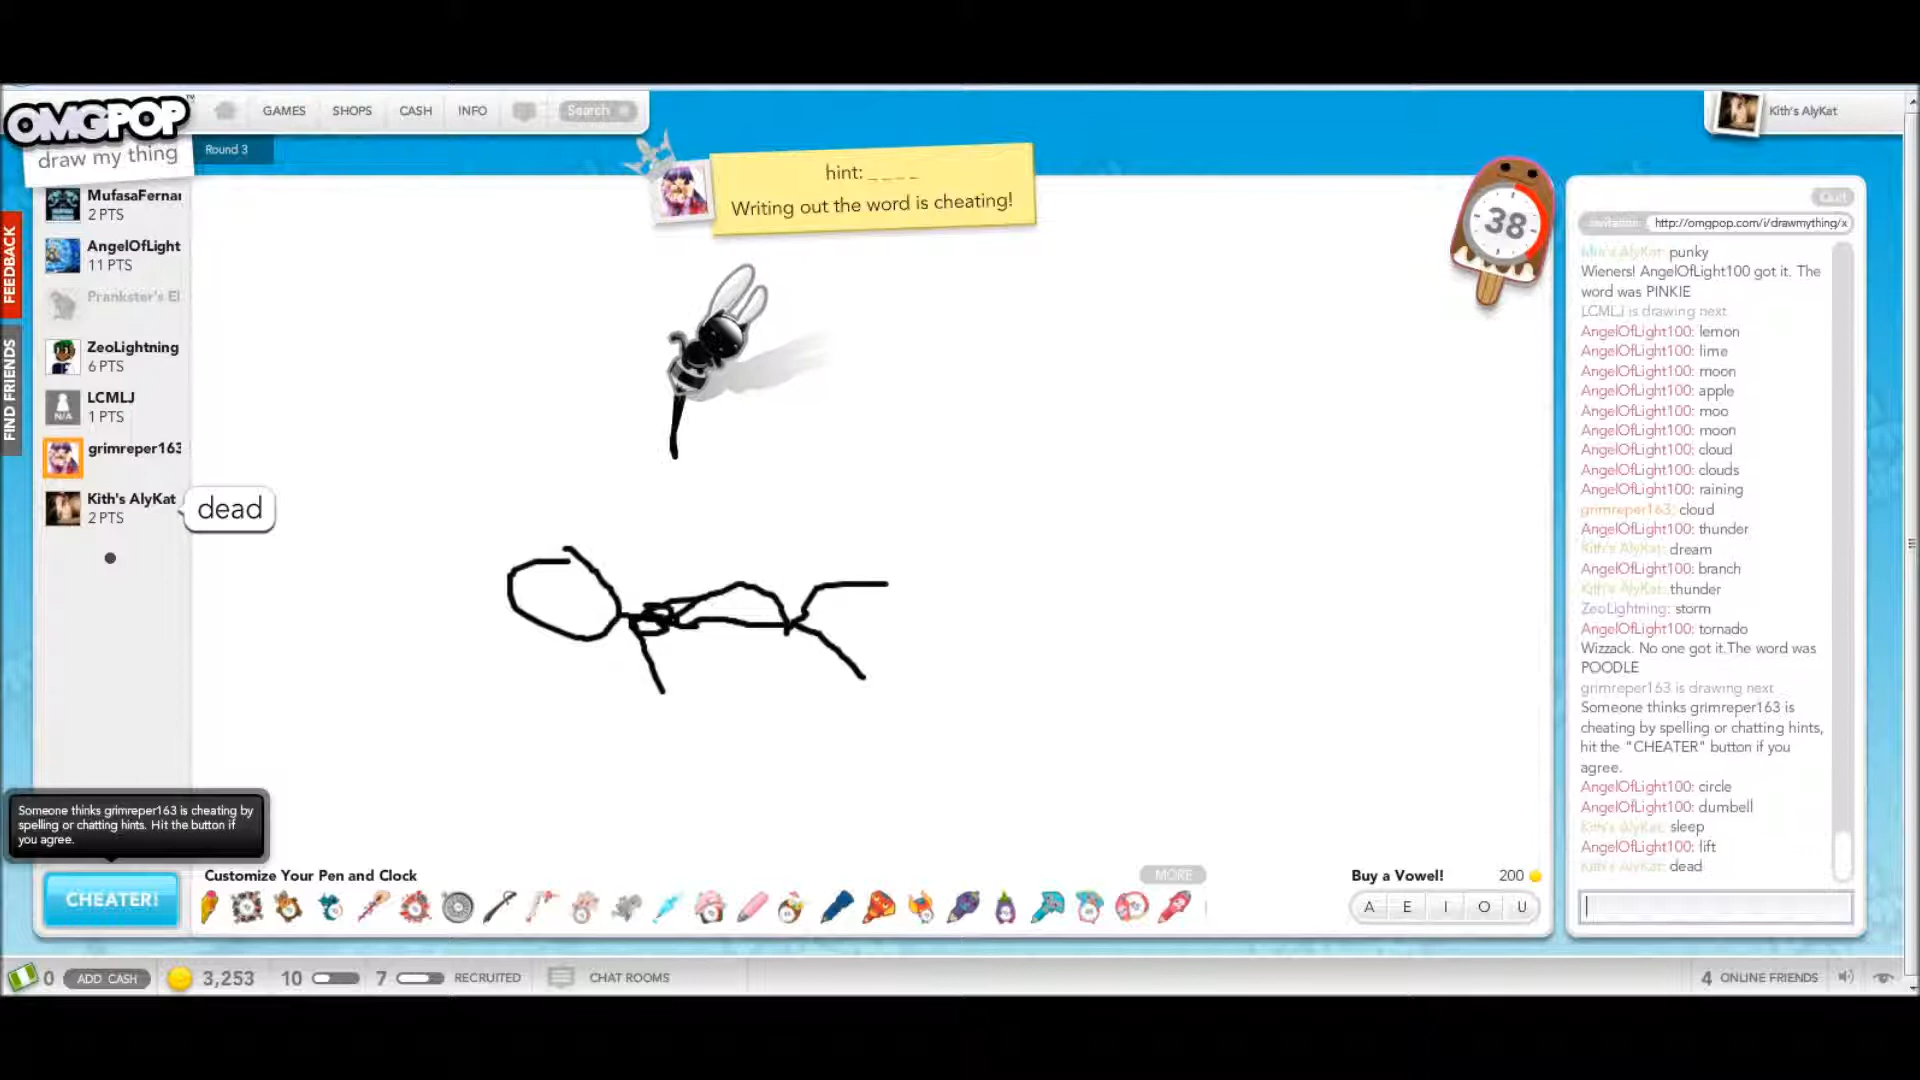 OMGPOP
draw my thing
GAMES
SHOPS
CASH
INFO
Search
Kith's AlyKat
Round 3
hint: _ _ _ _
Writing out the word is cheating!
38
FEEDBACK
FIND FRIENDS
MufasaFernar
2 PTS
AngelOfLight
11 PTS
Prankster's El
ZeoLightning
6 PTS
N/A
LCMLJ
1 PTS
grimreper163
Kith's AlyKat
2 PTS
dead
Quit
invitation: http://omgpop.com/i/drawmything/x
Kith's AlyKat: punky
Wieners! AngelOfLight100 got it. The
word was PINKIE
LCMLJ is drawing next
AngelOfLight100: lemon
AngelOfLight100: lime
AngelOfLight100: moon
AngelOfLight100: apple
AngelOfLight100: moo
AngelOfLight100: moon
AngelOfLight100: cloud
AngelOfLight100: clouds
AngelOfLight100: raining
grimreper163: cloud
AngelOfLight100: thunder
Kith's AlyKat: dream
AngelOfLight100: branch
Kith's AlyKat: thunder
ZeoLightning: storm
AngelOfLight100: tornado
Wizzack. No one got it.The word was
POODLE
grimreper163 is drawing next
Someone thinks grimreper163 is
cheating by spelling or chatting hints,
hit the "CHEATER" button if you
agree.
AngelOfLight100: circle
AngelOfLight100: dumbell
Kith's AlyKat: sleep
AngelOfLight100: lift
Kith's AlyKat: dead
Someone thinks grimreper163 is cheating by
spelling or chatting hints. Hit the button if
you agree.
CHEATER!
Customize Your Pen and Clock
MORE
Buy a Vowel! 200
A E I O U
0
ADD CASH
3,253
10
7
RECRUITED
CHAT ROOMS
4 ONLINE FRIENDS